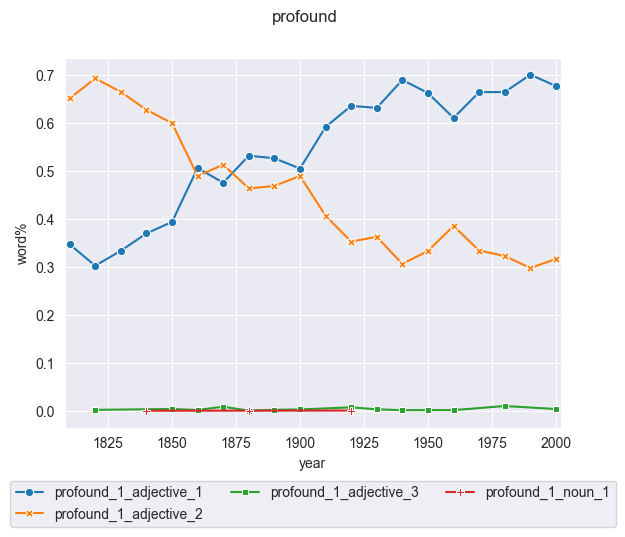 profound
0.7
0.6
0.5
0.4
0.3
0.2
0.1
0.0
word%
1825 1850 1875 1900 1925 1950 1975 2000
year
profound_1_adjective_1 profound_1_adjective_3 profound_1_noun_1
profound_1_adjective_2